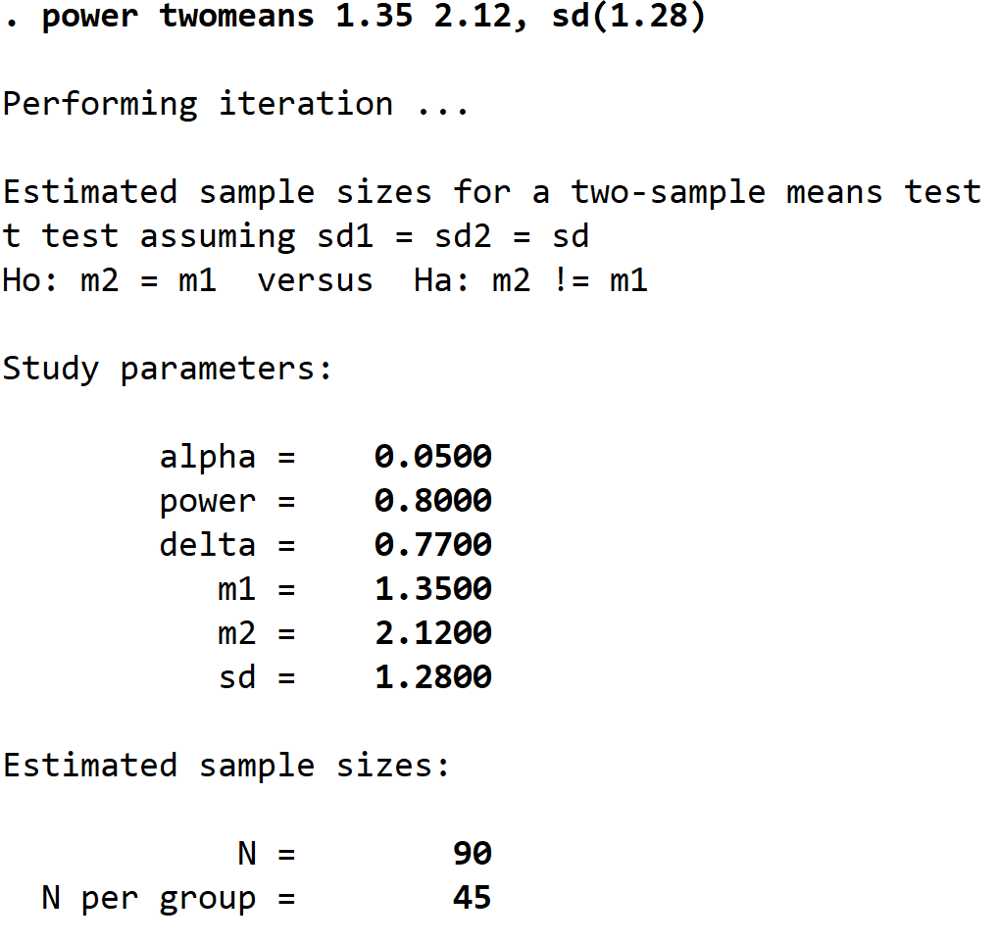 . power twomeans 1.35 2.12, sd(1.28)
Performing iteration ...
Estimated sample sizes for a two-sample means test
t test assuming sd1 = sd2 = sd
Ho: m2 = m1  versus  Ha: m2 != m1
Study parameters:
alpha = 0.0500
power = 0.8000
delta = 0.7700
m1 = 1.3500
m2 = 2.1200
sd = 1.2800
Estimated sample sizes:
N = 90
N per group = 45